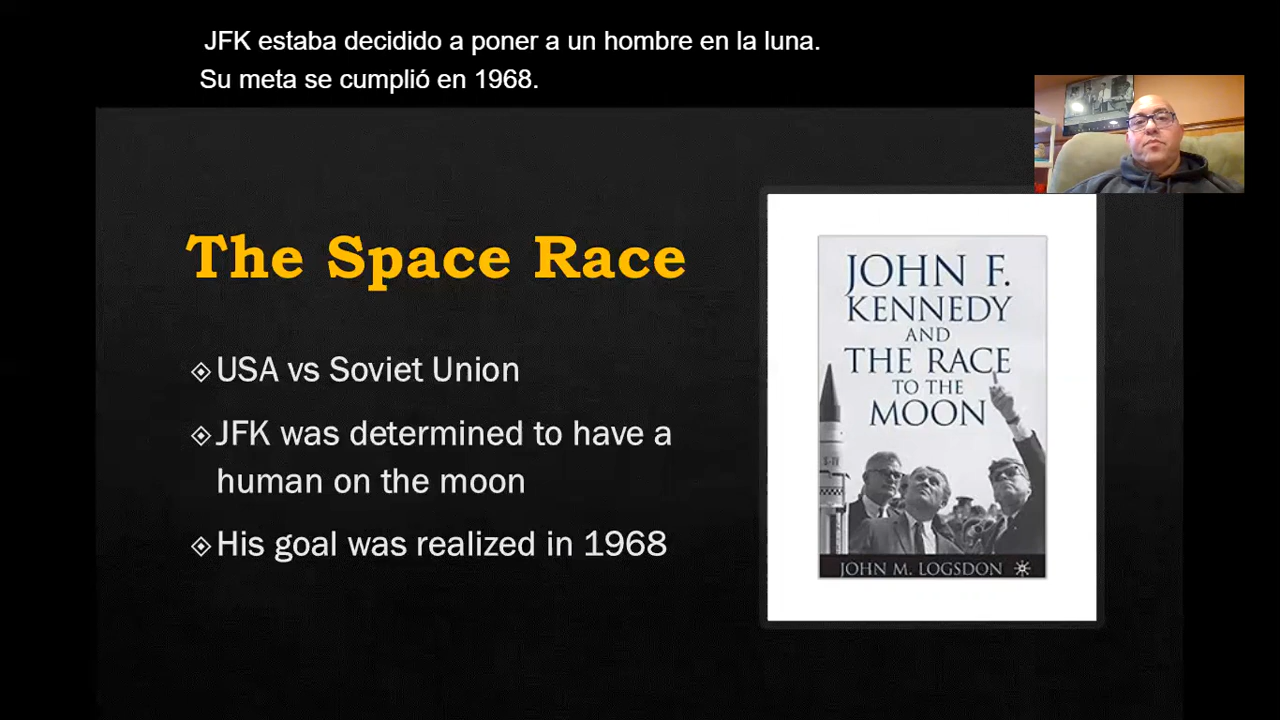 JFK estaba decidido a poner a un hombre en la luna.
Su meta se cumplió en 1968.
The Space Race
USA vs Soviet Union
JFK was determined to have a
human on the moon
His goal was realized in 1968
JOHN F.
KENNEDY
AND
THE RACE
TO THE
MOON
JOHN M. LOGSDON